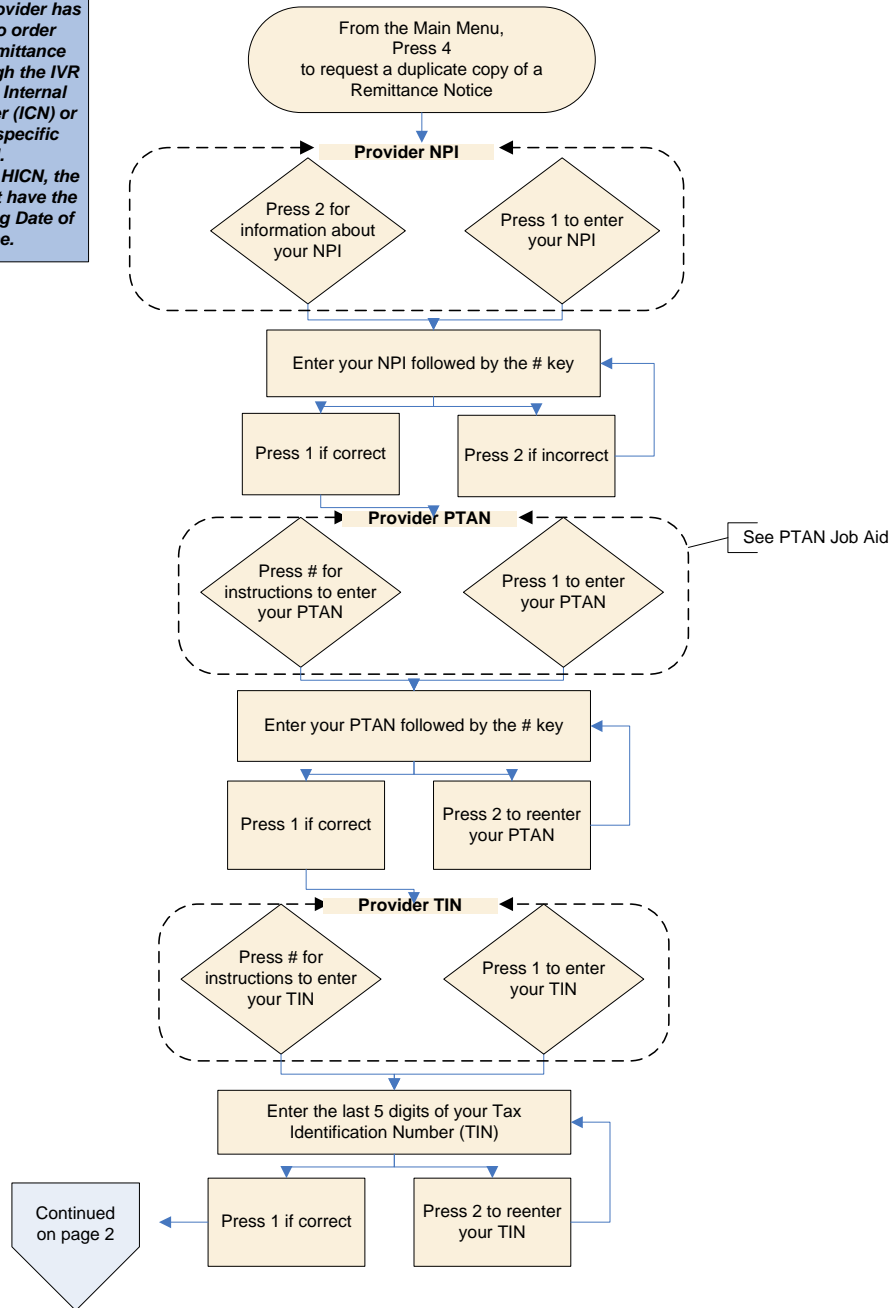 ovider has
o order
mittance
gh the IVR
Internal
er (ICN) or
specific
.
HICN, the
t have the
g Date of
e.
From the Main Menu,
Press 4
to request a duplicate copy of a
Remittance Notice
Provider NPI
Press 2 for
information about
your NPI
Press 1 to enter
your NPI
Enter your NPI followed by the # key
Press 1 if correct
Press 2 if incorrect
Provider PTAN
See PTAN Job Aid
Press # for
instructions to enter
your PTAN
Press 1 to enter
your PTAN
Enter your PTAN followed by the # key
Press 1 if correct
Press 2 to reenter
your PTAN
Provider TIN
Press # for
instructions to enter
your TIN
Press 1 to enter
your TIN
Enter the last 5 digits of your Tax
Identification Number (TIN)
Continued
on page 2
Press 1 if correct
Press 2 to reenter
your TIN